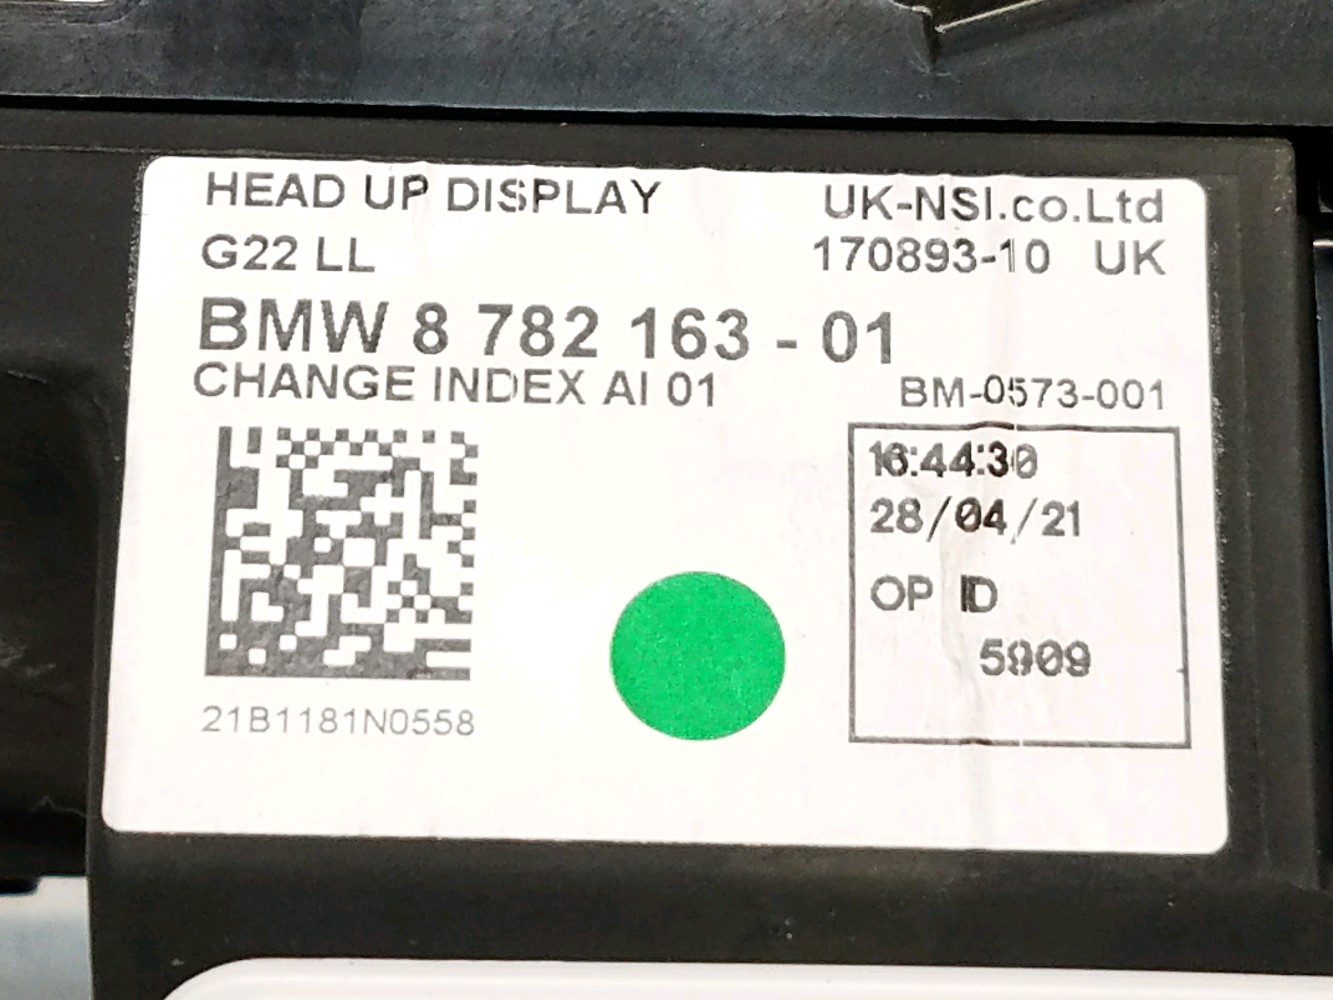 HEAD UP DISPLAY
UK-NSI.co.Ltd
G22 LL
170893-10 UK
BMW 8 782 163 - 01
CHANGE INDEX AI 01
BM-0573-001
16:44:30
28/04/21
OP ID
5909
21B1181N0558